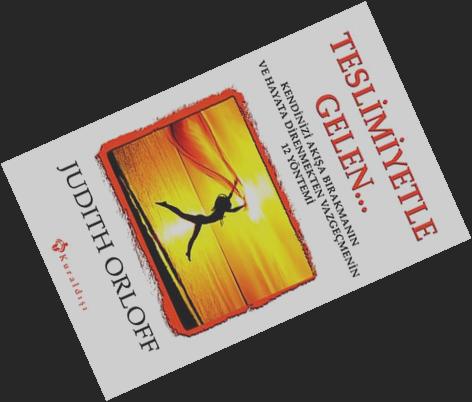 TESLİMİYETLE
GELEN...
KENDİNİZİ AKIŞA BIRAKMANIN
VE HAYATA DİRENMEKTEN VAZGEÇMENİN
12 YÖNTEMİ
JUDITH ORLOFF
Kuraldışı